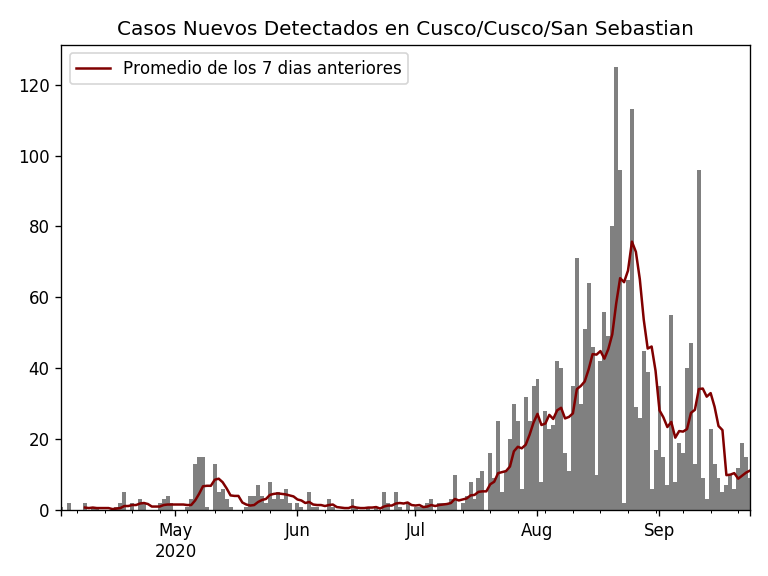 Casos Nuevos Detectados en Cusco/Cusco/San Sebastian
Promedio de los 7 dias anteriores
120
100
80
60
40
20
0
May Jun Jul Aug Sep
2020